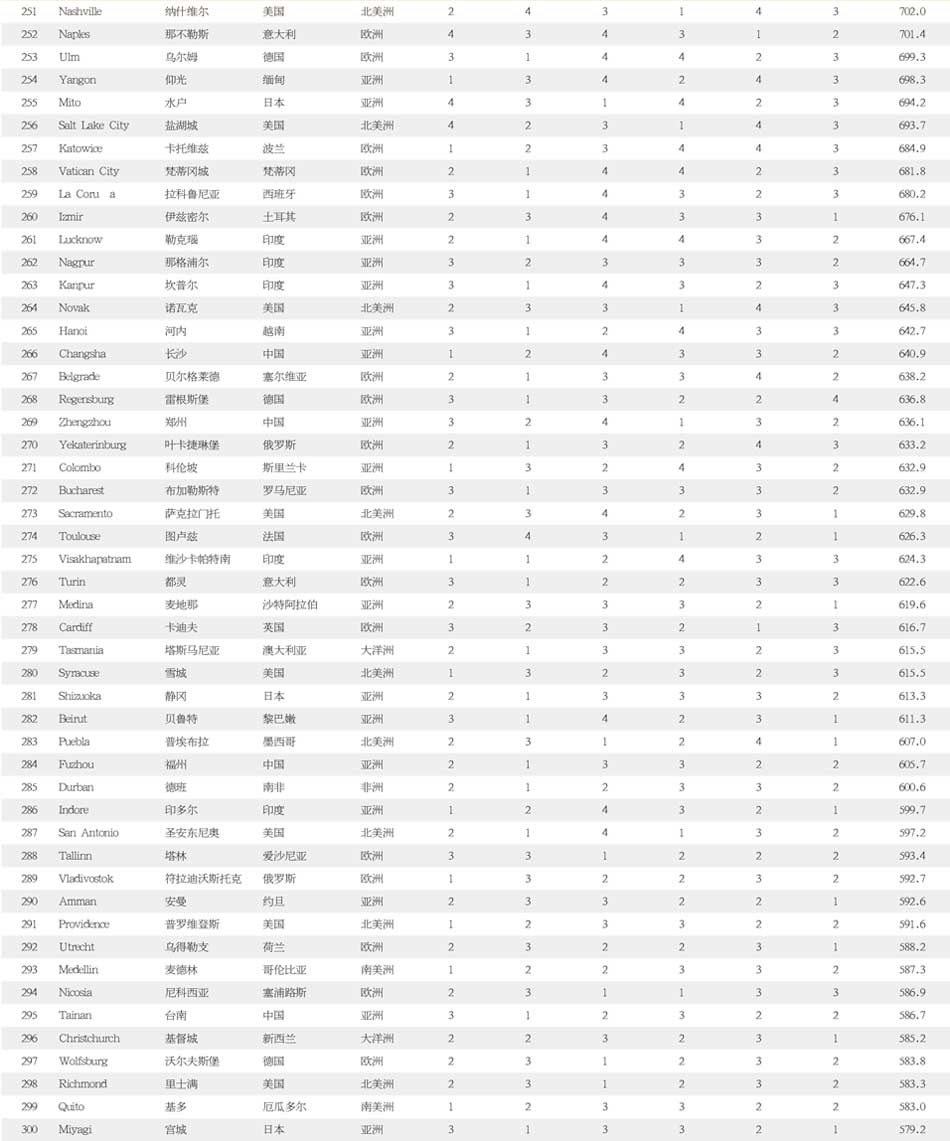 251 Nashville 纳什维尔 美国 北美洲 2 4 3 1 4 3 702.0
252 Naples 那不勒斯 意大利 欧洲 4 3 4 3 1 2 701.4
253 Ulm 乌尔姆 德国 欧洲 3 1 4 4 2 3 699.3
254 Yangon 仰光 缅甸 亚洲 1 3 4 2 4 3 698.3
255 Mito 水户 日本 亚洲 4 3 1 4 2 3 694.2
256 Salt Lake City 盐湖城 美国 北美洲 4 2 3 1 4 3 693.7
257 Katowice 卡托维兹 波兰 欧洲 1 2 3 4 4 3 684.9
258 Vatican City 梵蒂冈城 梵蒂冈 欧洲 2 1 4 4 2 3 681.8
259 La Coru a 拉科鲁尼亚 西班牙 欧洲 3 1 4 3 2 3 680.2
260 Izmir 伊兹密尔 土耳其 欧洲 2 3 4 3 3 1 676.1
261 Lucknow 勒克瑙 印度 亚洲 2 1 4 4 3 2 667.4
262 Nagpur 那格浦尔 印度 亚洲 3 2 3 3 3 2 664.7
263 Kanpur 坎普尔 印度 亚洲 3 1 4 3 2 3 647.3
264 Novak 诺瓦克 美国 北美洲 2 3 3 1 4 3 645.8
265 Hanoi 河内 越南 亚洲 3 1 2 4 3 3 642.7
266 Changsha 长沙 中国 亚洲 1 2 4 3 3 2 640.9
267 Belgrade 贝尔格莱德 塞尔维亚 欧洲 2 1 3 3 4 2 638.2
268 Regensburg 雷根斯堡 德国 欧洲 3 1 3 2 2 4 636.8
269 Zhengzhou 郑州 中国 亚洲 3 2 4 1 3 2 636.1
270 Yekaterinburg 叶卡捷琳堡 俄罗斯 欧洲 2 1 3 2 4 3 633.2
271 Colombo 科伦坡 斯里兰卡 亚洲 1 3 2 4 3 2 632.9
272 Bucharest 布加勒斯特 罗马尼亚 欧洲 3 1 3 3 3 2 632.9
273 Sacramento 萨克拉门托 美国 北美洲 2 3 4 2 3 1 629.8
274 Toulouse 图卢兹 法国 欧洲 3 4 3 1 2 1 626.3
275 Visakhapatnam 维沙卡帕特南 印度 亚洲 1 1 2 4 3 3 624.3
276 Turin 都灵 意大利 欧洲 3 1 2 2 3 3 622.6
277 Medina 麦地那 沙特阿拉伯 亚洲 2 3 3 3 2 1 619.6
278 Cardiff 卡迪夫 英国 欧洲 3 2 3 2 1 3 616.7
279 Tasmania 塔斯马尼亚 澳大利亚 大洋洲 2 1 3 3 2 3 615.5
280 Syracuse 雪城 美国 北美洲 1 3 2 3 2 3 615.5
281 Shizuoka 静冈 日本 亚洲 2 1 3 3 3 2 613.3
282 Beirut 贝鲁特 黎巴嫩 亚洲 3 1 4 2 3 1 611.3
283 Puebla 普埃布拉 墨西哥 北美洲 2 3 1 2 4 1 607.0
284 Fuzhou 福州 中国 亚洲 2 1 3 3 2 2 605.7
285 Durban 德班 南非 非洲 2 1 2 3 3 2 600.6
286 Indore 印多尔 印度 亚洲 1 2 4 3 2 1 599.7
287 San Antonio 圣安东尼奥 美国 北美洲 2 1 4 1 3 2 597.2
288 Tallinn 塔林 爱沙尼亚 欧洲 3 3 1 2 2 2 593.4
289 Vladivostok 符拉迪沃斯托克 俄罗斯 欧洲 1 3 2 2 3 2 592.7
290 Amman 安曼 约旦 亚洲 2 3 3 2 2 1 592.6
291 Providence 普罗维登斯 美国 北美洲 1 2 3 3 2 2 591.6
292 Utrecht 乌得勒支 荷兰 欧洲 2 3 2 2 3 1 588.2
293 Medellin 麦德林 哥伦比亚 南美洲 1 2 2 3 3 2 587.3
294 Nicosia 尼科西亚 塞浦路斯 欧洲 2 3 1 1 3 3 586.9
295 Tainan 台南 中国 亚洲 3 1 2 3 2 2 586.7
296 Christchurch 基督城 新西兰 大洋洲 2 2 3 2 3 1 585.2
297 Wolfsburg 沃尔夫斯堡 德国 欧洲 2 3 1 2 3 2 583.8
298 Richmond 里士满 美国 北美洲 2 3 1 2 3 2 583.3
299 Quito 基多 厄瓜多尔 南美洲 1 2 3 3 2 2 583.0
300 Miyagi 宫城 日本 亚洲 3 1 3 3 2 1 579.2